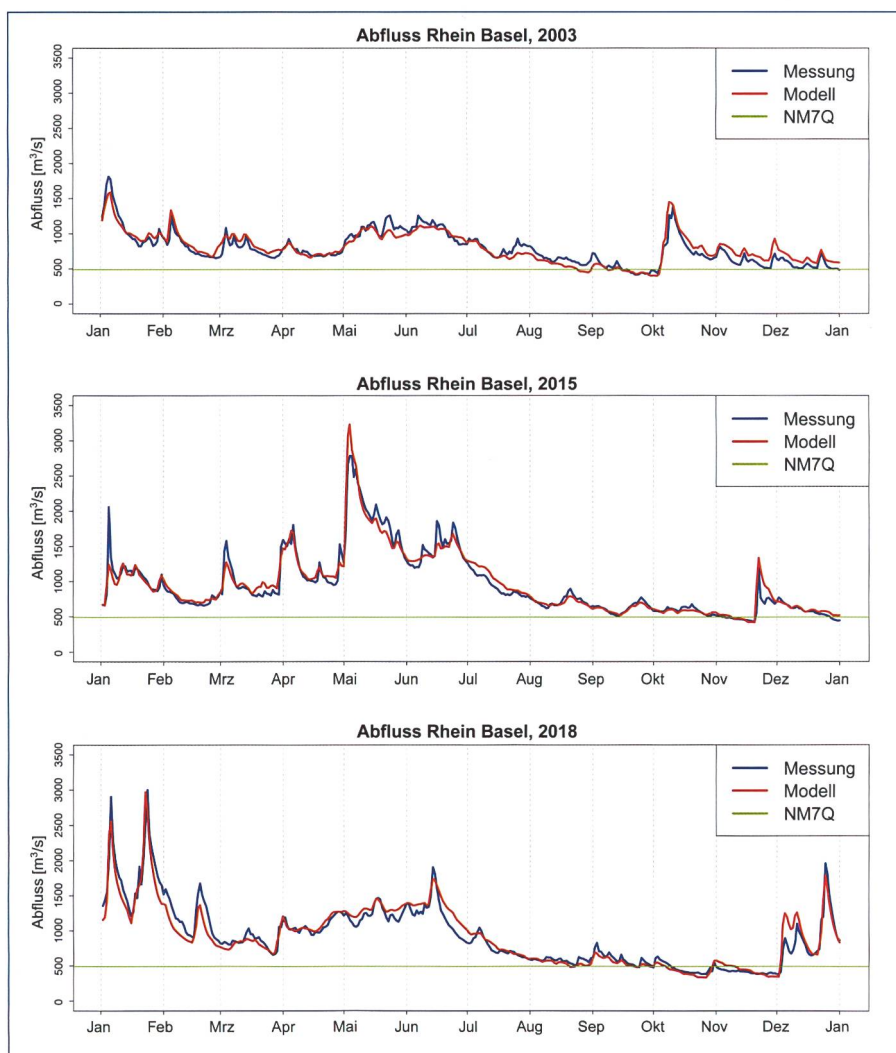 Abfluss Rhein Basel, 2003
Abfluss [m³/s]
3500
3000
2500
2000
1500
1000
500
0
Messung
Modell
NM7Q
Jan Feb Mrz Apr Mai Jun Jul Aug Sep Okt Nov Dez Jan
Abfluss Rhein Basel, 2015
Abfluss [m³/s]
3500
3000
2500
2000
1500
1000
500
0
Messung
Modell
NM7Q
Jan Feb Mrz Apr Mai Jun Jul Aug Sep Okt Nov Dez Jan
Abfluss Rhein Basel, 2018
Abfluss [m³/s]
3500
3000
2500
2000
1500
1000
500
0
Messung
Modell
NM7Q
Jan Feb Mrz Apr Mai Jun Jul Aug Sep Okt Nov Dez Jan